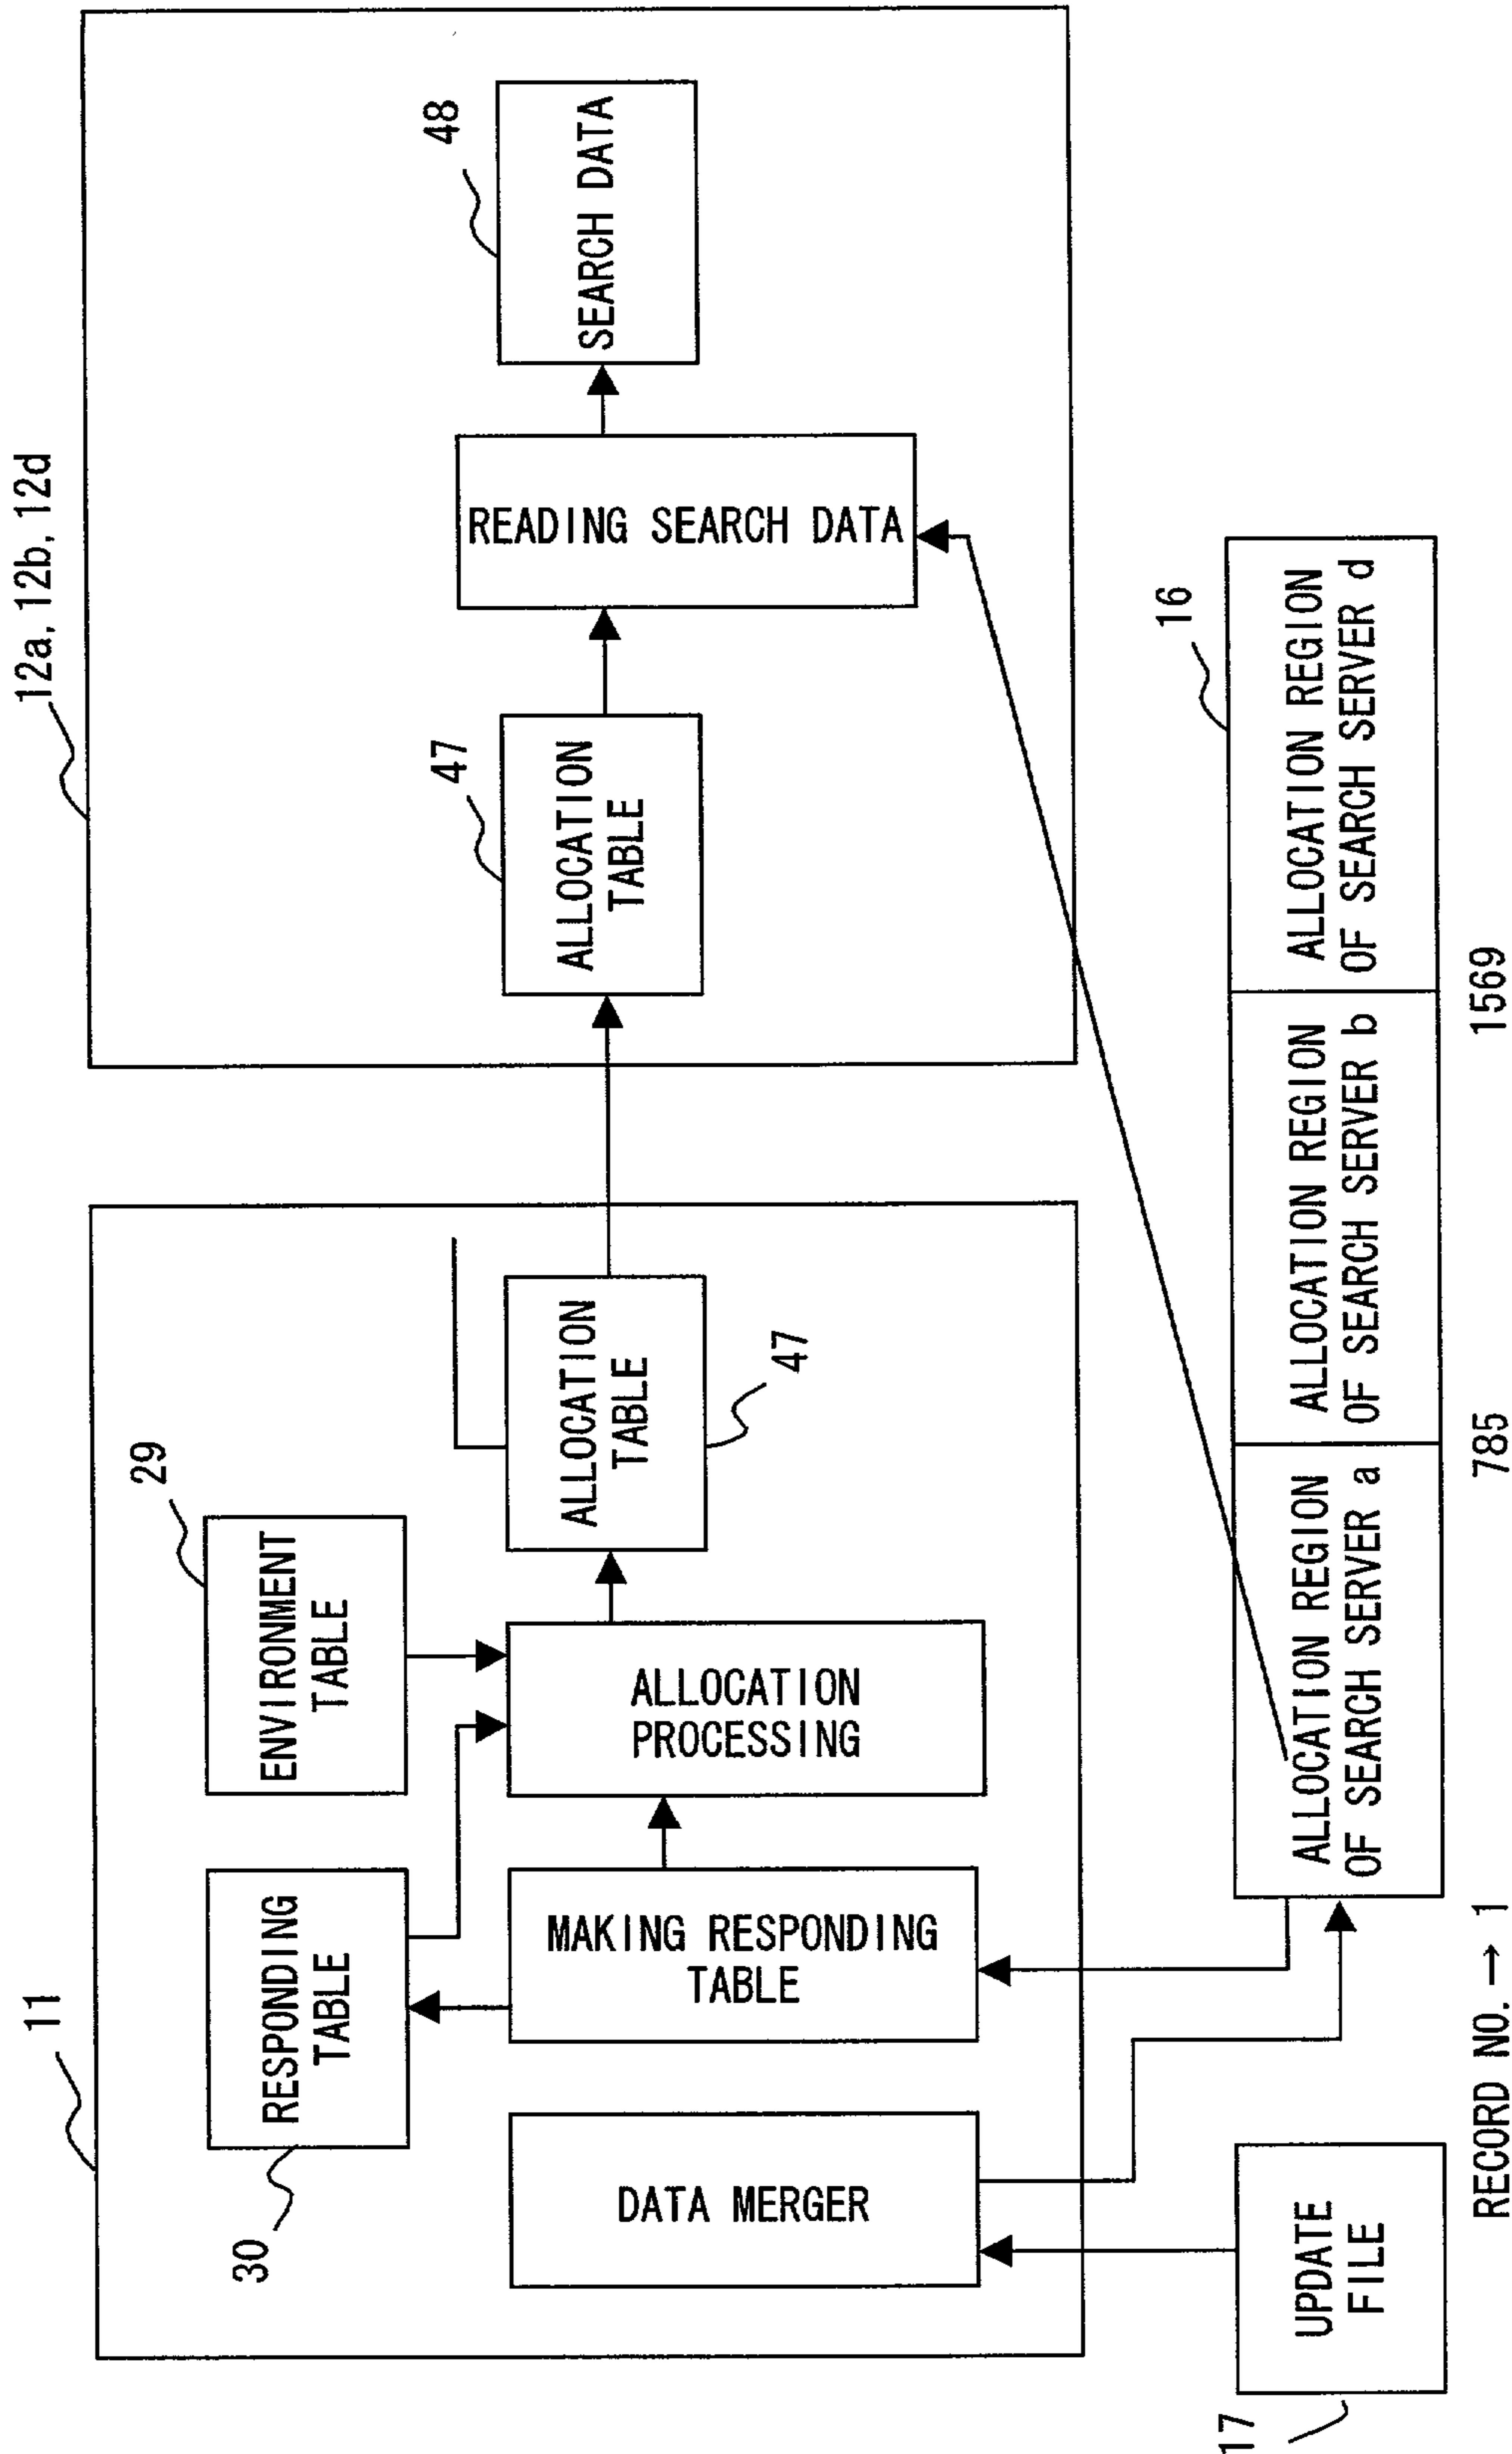 11
12a, 12b, 12d
30
RESPONDING
TABLE
29
ENVIRONMENT
TABLE
DATA MERGER
MAKING RESPONDING
TABLE
ALLOCATION
PROCESSING
ALLOCATION
TABLE
47
47
ALLOCATION
TABLE
READING SEARCH DATA
48
SEARCH DATA
17
UPDATE
FILE
16
ALLOCATION REGION
OF SEARCH SERVER a
ALLOCATION REGION
OF SEARCH SERVER b
ALLOCATION REGION
OF SEARCH SERVER d
RECORD NO. → 1
785
1569